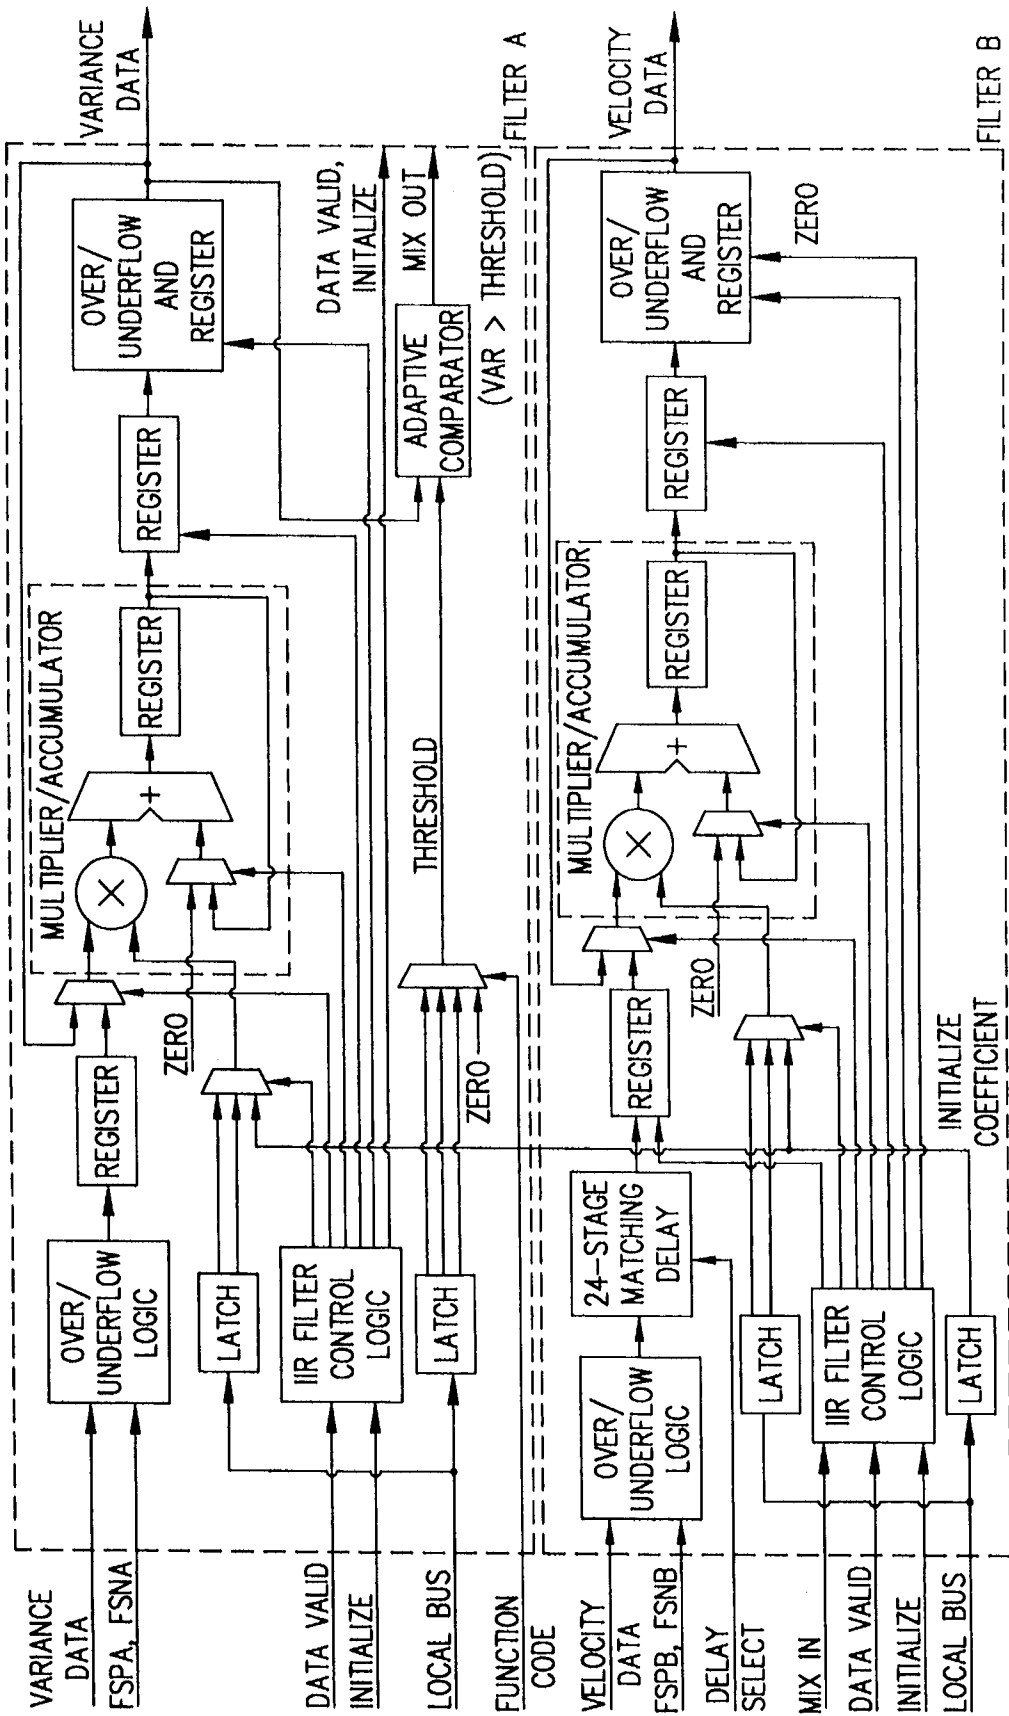 VARIANCE
DATA
FSPA, FSNA
DATA VALID
INITIALIZE
LOCAL BUS
FUNCTION
CODE
OVER/
UNDERFLOW
LOGIC
LATCH
IIR FILTER
CONTROL
LOGIC
LATCH
REGISTER
ZERO
ZERO
MULTIPLIER/ACCUMULATOR
×
+
REGISTER
THRESHOLD
REGISTER
OVER/
UNDERFLOW
AND
REGISTER
ADAPTIVE
COMPARATOR
(VAR > THRESHOLD)
DATA VALID,
INITALIZE
MIX OUT
VARIANCE
DATA
FILTER A
VELOCITY
DATA
FSPB, FSNB
DELAY
SELECT
MIX IN
DATA VALID
INITIALIZE
LOCAL BUS
OVER/
UNDERFLOW
LOGIC
24-STAGE
MATCHING
DELAY
LATCH
IIR FILTER
CONTROL
LOGIC
LATCH
REGISTER
ZERO
INITIALIZE
COEFFICIENT
MULTIPLIER/ACCUMULATOR
×
+
REGISTER
REGISTER
OVER/
UNDERFLOW
AND
REGISTER
ZERO
VELOCITY
DATA
FILTER B